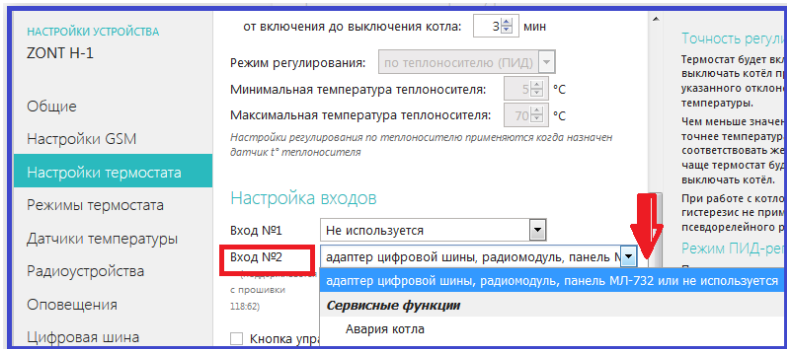 НАСТРОЙКИ УСТРОЙСТВА
ZONT H-1
Общие
Настройки GSM
Настройки термостата
Режимы термостата
Датчики температуры
Радиоустройства
Оповещения
Цифровая шина
от включения до выключения котла: 3 мин
Режим регулирования: по теплоносителю (ПИД)
Минимальная температура теплоносителя: 5 °C
Максимальная температура теплоносителя: 70 °C
Настройки регулирования по теплоносителю применяются когда назначен
датчик t° теплоносителя
Настройка входов
Вход №1 Не используется
Вход №2 адаптер цифровой шины, радиомодуль, панель М
с прошивки
118:62)
адаптер цифровой шины, радиомодуль, панель МЛ-732 или не используется
Сервисные функции
Авария котла
Кнопка упра
Точность регули
Термостат будет вкл
выключать котёл пр
указанного отклоне
температуры.
Чем меньше значен
точнее температур
соответствовать же
чаще термостат буд
выключать котёл.
При работе с котло
гистерезис не прим
псевдорелейного р
Режим ПИД-рег